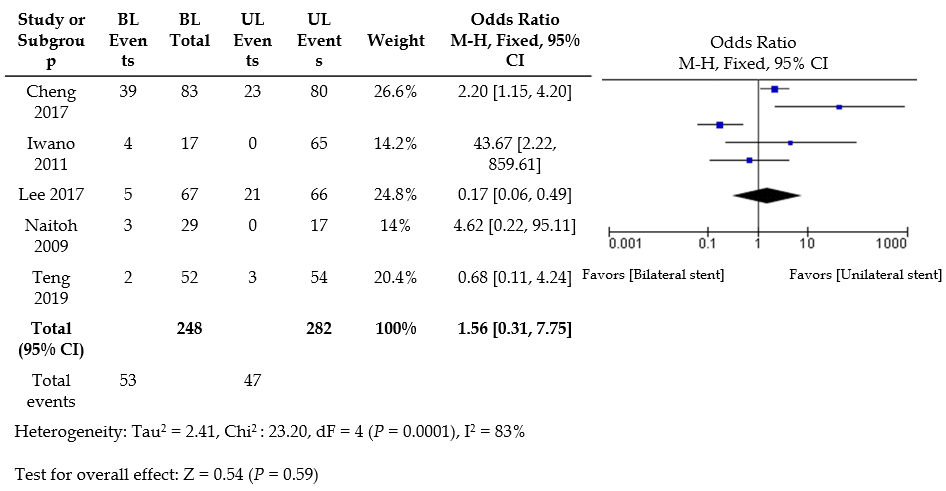 Study or BL BL UL UL Odds Ratio
Subgrou Even Total Even Event Weight M-H, Fixed, 95%
p ts ts s CI
Cheng 39 83 23 80 26.6% 2.20 [1.15, 4.20]
2017
Iwano 4 17 0 65 14.2% 43.67 [2.22,
2011 859.61]
Lee 2017 5 67 21 66 24.8% 0.17 [0.06, 0.49]
Naitoh 3 29 0 17 14% 4.62 [0.22, 95.11]
2009
Teng 2 52 3 54 20.4% 0.68 [0.11, 4.24]
2019
Total 248 282 100% 1.56 [0.31, 7.75]
(95% CI)
Total 53 47
events
Heterogeneity: Tau² = 2.41, Chi² : 23.20, dF = 4 (P = 0.0001), I² = 83%
Test for overall effect: Z = 0.54 (P = 0.59)
Odds Ratio
M-H, Fixed, 95% CI
0.001 0.1 1 10 1000
Favors [Bilateral stent] Favors [Unilateral stent]